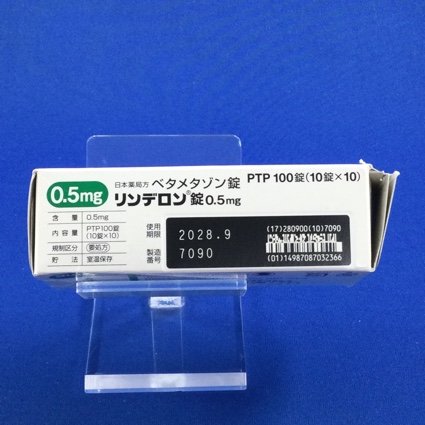 0.5mg
日本薬局方 ベタメタゾン錠 PTP 100錠(10錠×10)
リンデロン®錠0.5mg
含量 0.5mg
内容量 PTP100錠
(10錠×10)
規制区分 処方
貯法 室温保存
使用期限 2028.9
製造番号 7090
(17)280900(10)7090
(01)14987087032366